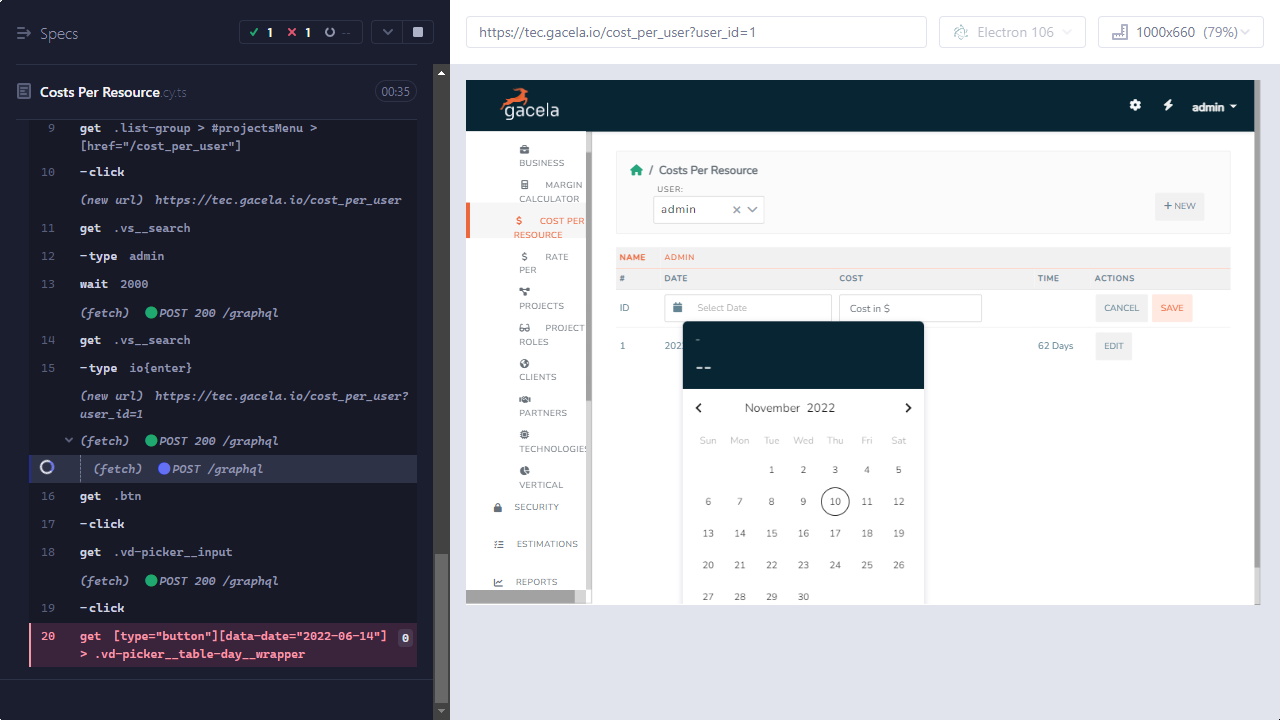 Specs
1
1
--
Costs Per Resource.cy.ts
00:35
9 get .list-group > #projectsMenu >
[href="/cost_per_user"]
10 -click
(new url) https://tec.gacela.io/cost_per_user
11 get .vs__search
12 -type admin
13 wait 2000
(fetch) POST 200 /graphql
14 get .vs__search
15 -type io{enter}
(new url) https://tec.gacela.io/cost_per_user?
user_id=1
(fetch) POST 200 /graphql
(fetch) POST /graphql
16 get .btn
17 -click
18 get .vd-picker__input
(fetch) POST 200 /graphql
19 -click
20 get [type="button"][data-date="2022-06-14"]
> .vd-picker__table-day__wrapper
0
https://tec.gacela.io/cost_per_user?user_id=1
Electron 106
1000x660 (79%)
gacela
admin
BUSINESS
MARGIN
CALCULATOR
$ COST PER
RESOURCE
$ RATE
PER
PROJECTS
PROJECT
ROLES
CLIENTS
PARTNERS
TECHNOLOGIES
VERTICAL
SECURITY
ESTIMATIONS
REPORTS
/ Costs Per Resource
USER:
admin
+ NEW
NAME ADMIN
# DATE COST TIME ACTIONS
ID Select Date Cost in $ CANCEL SAVE
1 202 62 Days EDIT
-
--
November 2022
Sun Mon Tue Wed Thu Fri Sat
1 2 3 4 5
6 7 8 9 10 11 12
13 14 15 16 17 18 19
20 21 22 23 24 25 26
27 28 29 30